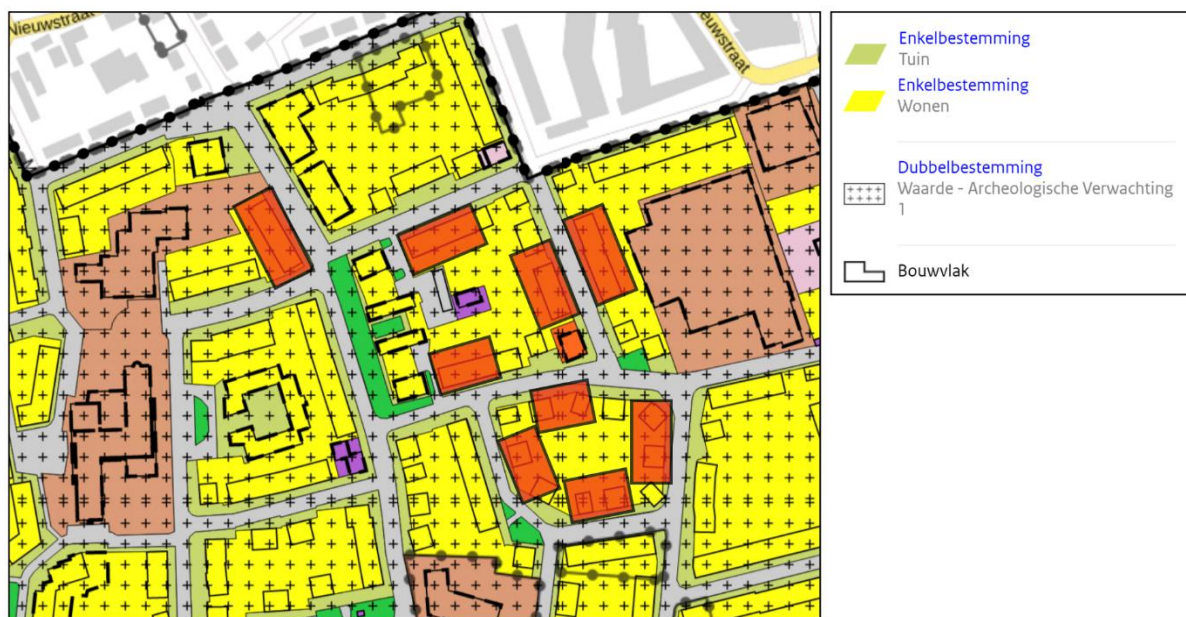 Nieuwstraat
Nieuwstraat
Enkelbestemming
Tuin
Enkelbestemming
Wonen
Dubbelbestemming
Waarde - Archeologische Verwachting
1
Bouwvlak